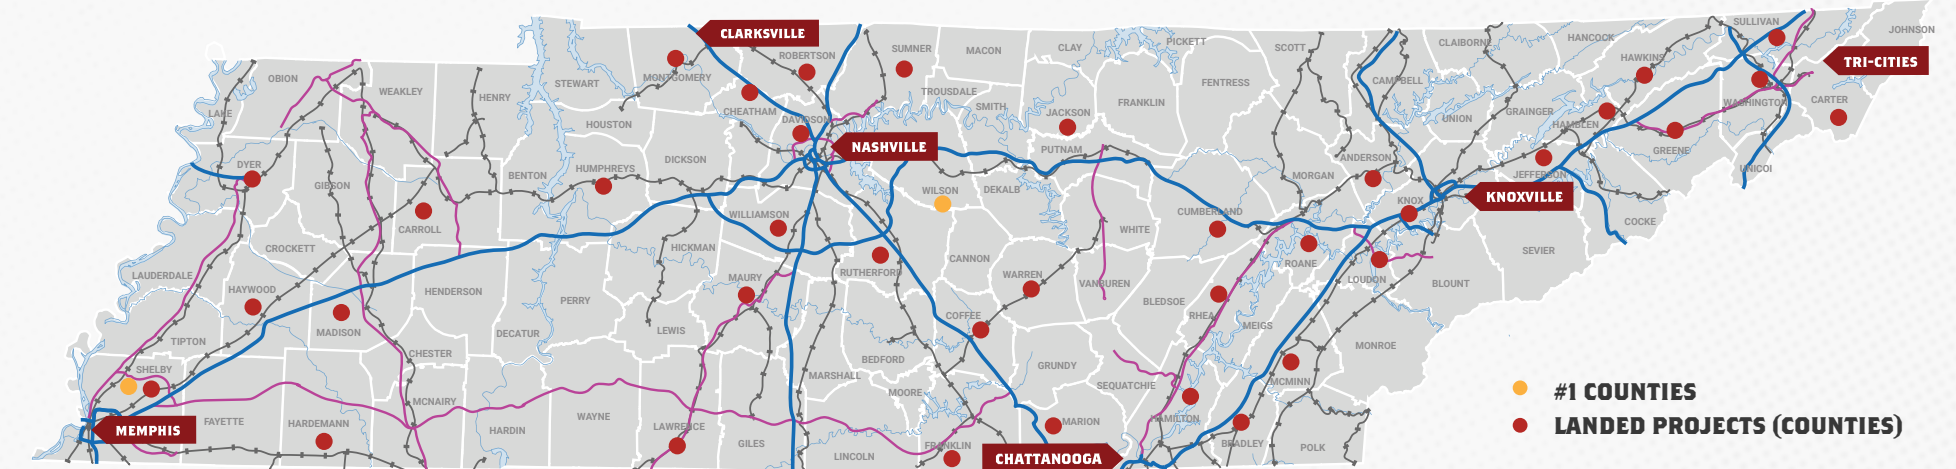 CLARKSVILLE
TRI-CITIES
NASHVILLE
KNOXVILLE
MEMPHIS
CHATTANOOGA
OBION
LAKE
WEAKLEY
HENRY
STEWART
MONTGOMERY
ROBERTSON
SUMNER
MACON
CLAY
PICKETT
SCOTT
CAMPBELL
CLAIBORNE
HANCOCK
HAWKINS
SULLIVAN
JOHNSON
DYER
GIBSON
BENTON
HOUSTON
HUMPHREYS
DICKSON
CHEATHAM
DAVIDSON
TROUSDALE
SMITH
JACKSON
PUTNAM
FRANKLIN
FENTRESS
MORGAN
ANDERSON
UNION
GRAINGER
HAMBLEN
JEFFERSON
GREENE
WASHINGTON
CARTER
UNICOI
CROCKETT
CARROLL
HICKMAN
WILLIAMSON
WILSON
DEKALB
WHITE
CUMBERLAND
ROANE
KNOX
SEVIER
COCKE
LAUDERDALE
HAYWOOD
MADISON
HENDERSON
DECATUR
PERRY
LEWIS
MAURY
RUTHERFORD
CANNON
WARREN
VANBUREN
BLEDSOE
RHEA
MEIGS
LOUDON
BLOUNT
TIPTON
SHELBY
FAYETTE
HARDEMANN
CHESTER
MCNAIRY
HARDIN
WAYNE
LAWRENCE
GILES
MARSHALL
BEDFORD
MOORE
LINCOLN
FRANKLIN
COFFEE
GRUNDY
SEQUATCHIE
MARION
HAMILTON
BRADLEY
MCMINN
POLK
MONROE
#1 COUNTIES
LANDED PROJECTS (COUNTIES)